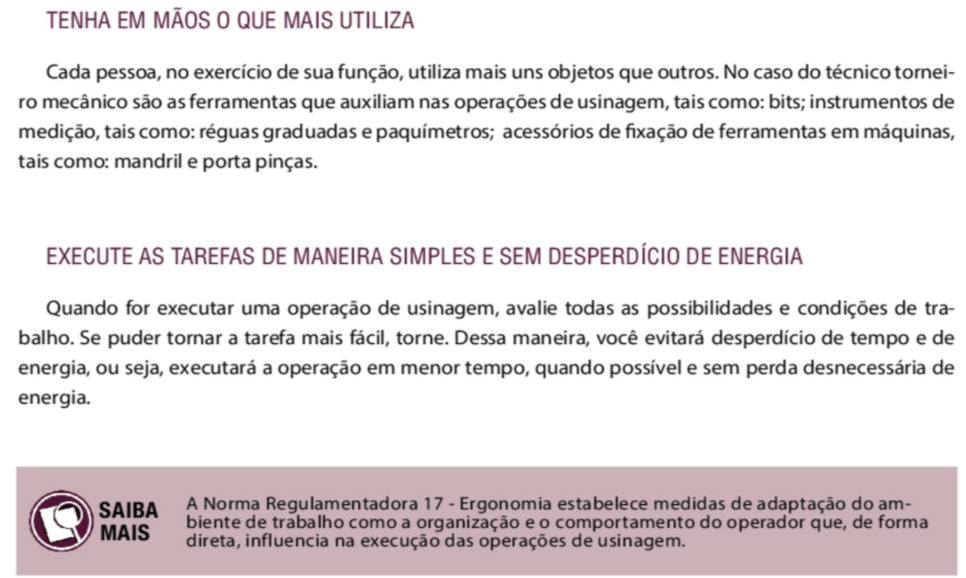 TENHA EM MÃOS O QUE MAIS UTILIZA
Cada pessoa, no exercício de sua função, utiliza mais uns objetos que outros. No caso do técnico tornei-
ro mecânico são as ferramentas que auxiliam nas operações de usinagem, tais como: bits; instrumentos de
medição, tais como: réguas graduadas e paquímetros; acessórios de fixação de ferramentas em máquinas,
tais como: mandril e porta pinças.
EXECUTE AS TAREFAS DE MANEIRA SIMPLES E SEM DESPERDÍCIO DE ENERGIA
Quando for executar uma operação de usinagem, avalie todas as possibilidades e condições de tra-
balho. Se puder tornar a tarefa mais fácil, torne. Dessa maneira, você evitará desperdício de tempo e de
energia, ou seja, executará a operação em menor tempo, quando possível e sem perda desnecessária de
energia.
SAIBA
MAIS
A Norma Regulamentadora 17 - Ergonomia estabelece medidas de adaptação do am-
biente de trabalho como a organização e o comportamento do operador que, de forma
direta, influencia na execução das operações de usinagem.